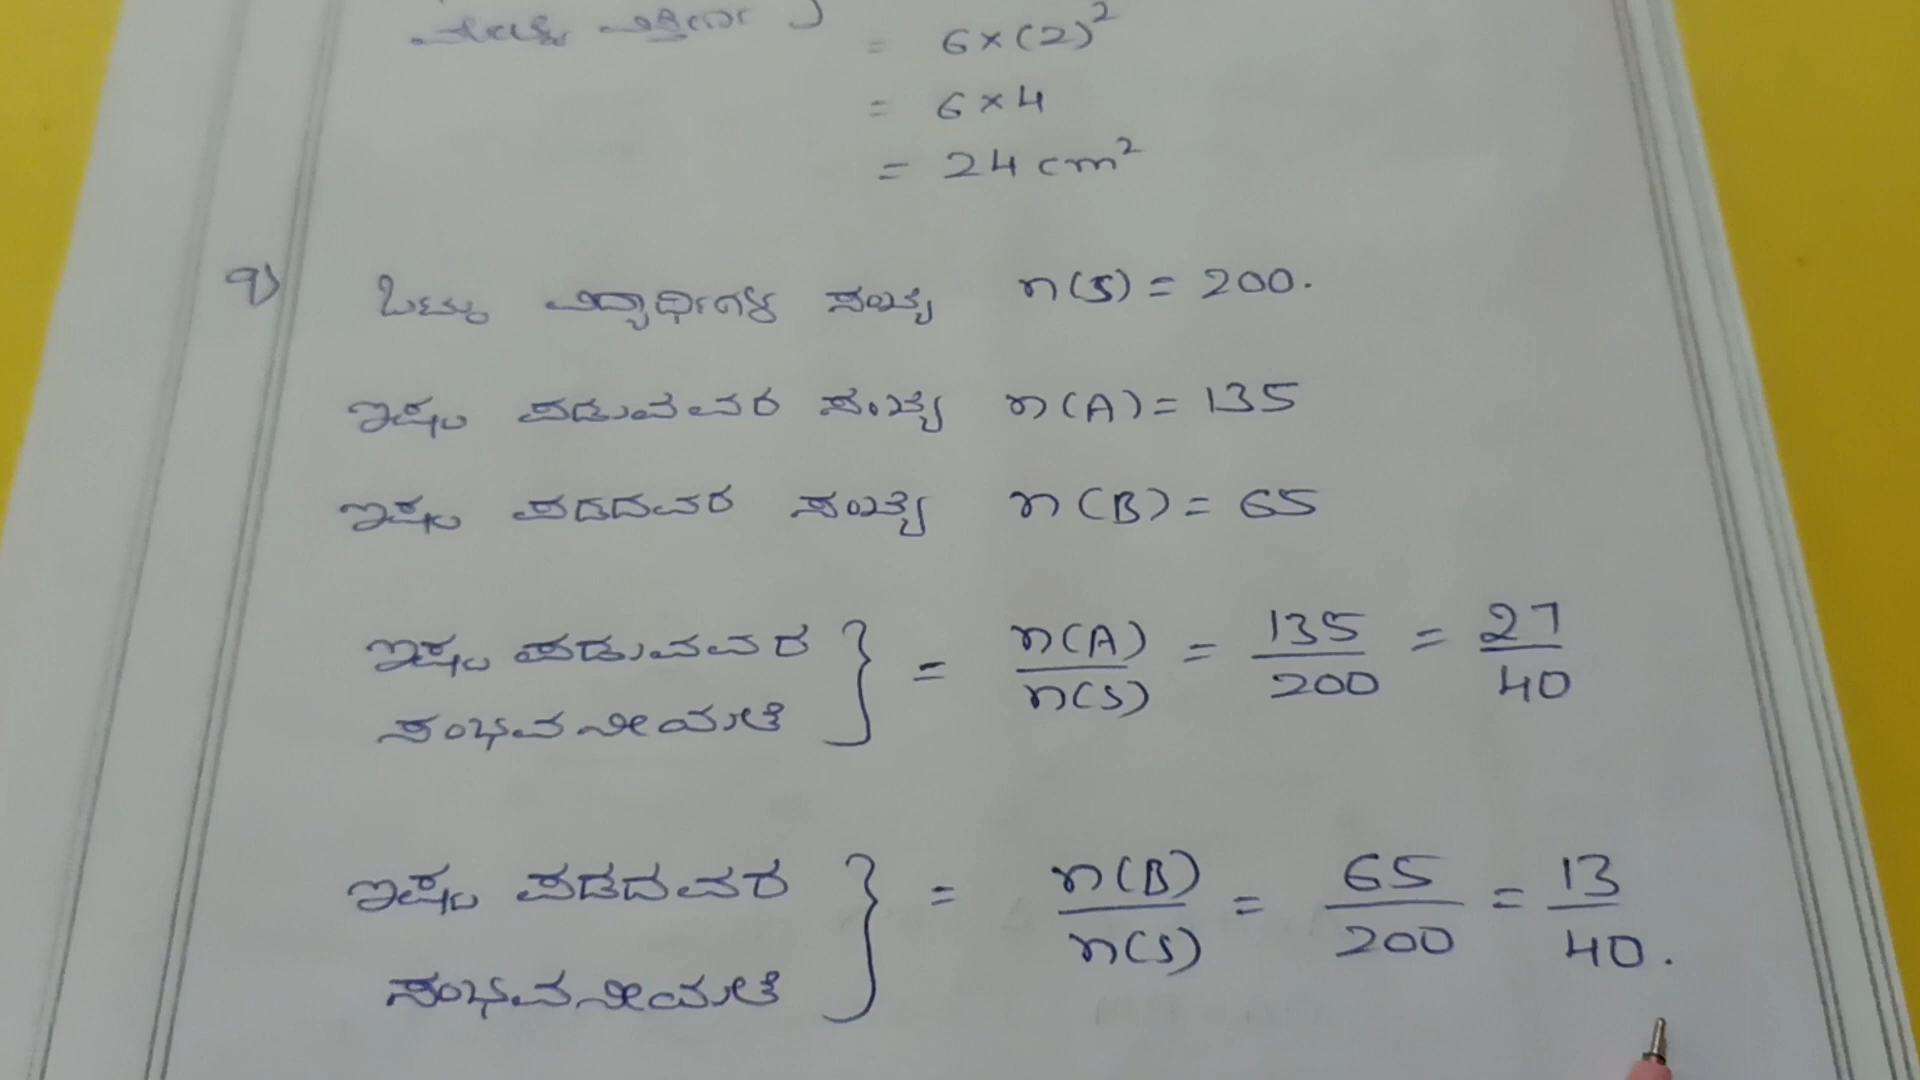 ಮೇಲ್ಮೈ ವಿಸ್ತೀರ್ಣ } = 6×(2)²
= 6×4
= 24 cm²
9) ಒಟ್ಟು ವಿದ್ಯಾರ್ಥಿಗಳ ಸಂಖ್ಯೆ n(S) = 200.
ಇಷ್ಟ ಪಡುವವರ ಸಂಖ್ಯೆ n(A) = 135
ಇಷ್ಟ ಪಡದವರ ಸಂಖ್ಯೆ n(B) = 65
ಇಷ್ಟ ಪಡುವವರ ಸಂಭವನೀಯತೆ } = n(A)/n(S) = 135/200 = 27/40
ಇಷ್ಟ ಪಡದವರ ಸಂಭವನೀಯತೆ } = n(B)/n(S) = 65/200 = 13/40.